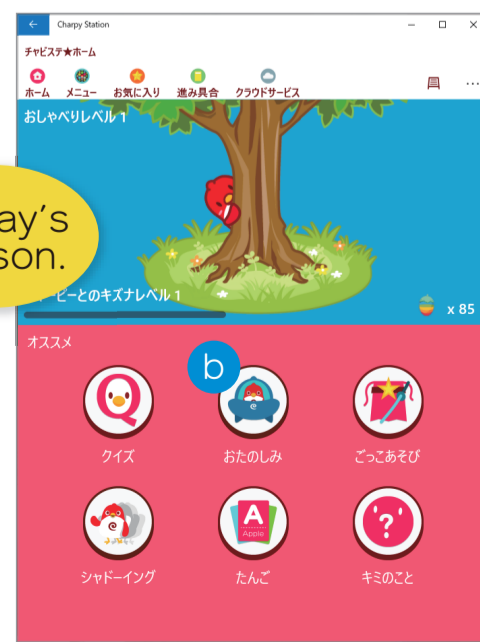 Charpy Station
チャビステ★ホーム
ホーム メニュー お気に入り 進み具合 クラウドサービス
おしゃべりレベル 1
ピーとのキズナレベル 1
x 85
オススメ
b
クイズ おたのしみ ごっこあそび
A
Apple
?
シャドーイング たんご キミのこと